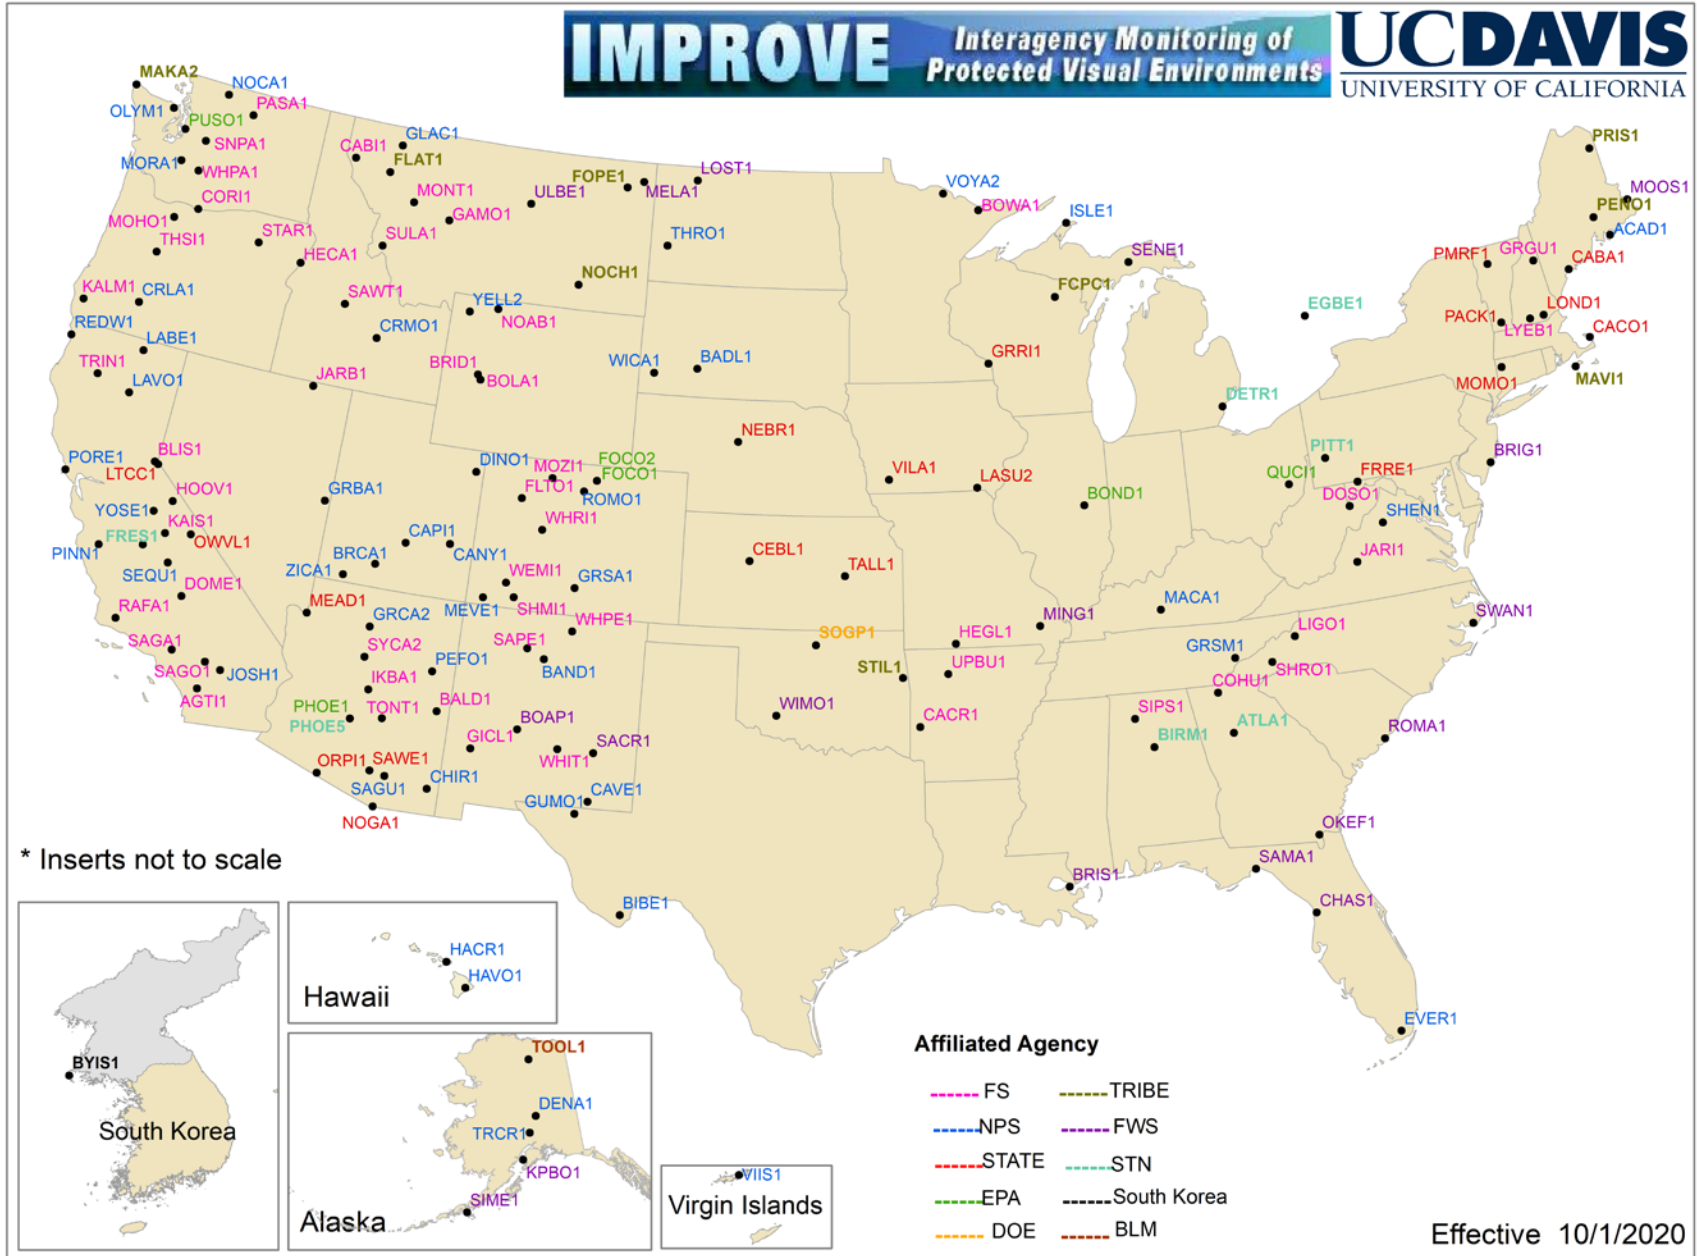 IMPROVE
Interagency Monitoring of
Protected Visual Environments
UCDAVIS
UNIVERSITY OF CALIFORNIA
MAKA2
NOCA1
OLYM1
PASA1
PUSO1
SNPA1
MORA1
WHPA1
CORI1
MOHO1
THSI1
STAR1
HECA1
CABI1
GLAC1
FLAT1
MONT1
GAMO1
SULA1
ULBE1
FOPE1
MELA1
LOST1
THRO1
NOCH1
VOYA2
BOWA1
ISLE1
SENE1
FCPC1
PRIS1
MOOS1
PENO1
ACAD1
PMRF1
GRGU1
CABA1
EGBE1
LOND1
PACK1
LYEB1
CACO1
MOMO1
MAVI1
KALM1
CRLA1
REDW1
LABE1
TRIN1
LAVO1
SAWT1
CRMO1
JARB1
YELL2
NOAB1
BRID1
BOLA1
WICA1
BADL1
GRRI1
DETR1
NEBR1
PORE1
BLIS1
LTCC1
HOOV1
YOSE1
KAIS1
FRES1
OWVL1
PINN1
SEQU1
DOME1
RAFA1
SAGA1
SAGO1
JOSH1
AGTI1
GRBA1
DINO1
MOZI1
FOCO2
FOCO1
FLTO1
ROMO1
WHRI1
CAPI1
BRCA1
CANY1
ZICA1
WEMI1
GRSA1
MEVE1
SHMI1
WHPE1
MEAD1
GRCA2
SYCA2
SAPE1
PEFO1
BAND1
IKBA1
PHOE1
TONT1
BALD1
PHOE5
BOAP1
GICL1
SACR1
WHIT1
ORPI1
SAWE1
SAGU1
CHIR1
NOGA1
CAVE1
GUMO1
BIBE1
VILA1
LASU2
BOND1
PITT1
QUCI1
FRRE1
DOSO1
SHEN1
BRIG1
JARI1
CEBL1
TALL1
MACA1
MING1
SWAN1
SOGP1
HEGL1
STIL1
UPBU1
LIGO1
GRSM1
SHRO1
COHU1
WIMO1
CACR1
SIPS1
BIRM1
ATLA1
ROMA1
OKEF1
SAMA1
BRIS1
CHAS1
EVER1
* Inserts not to scale
BYIS1
South Korea
HACR1
HAVO1
Hawaii
TOOL1
DENA1
TRCR1
KPBO1
SIME1
Alaska
VIIS1
Virgin Islands
Affiliated Agency
FS
TRIBE
NPS
FWS
STATE
STN
EPA
South Korea
DOE
BLM
Effective 10/1/2020